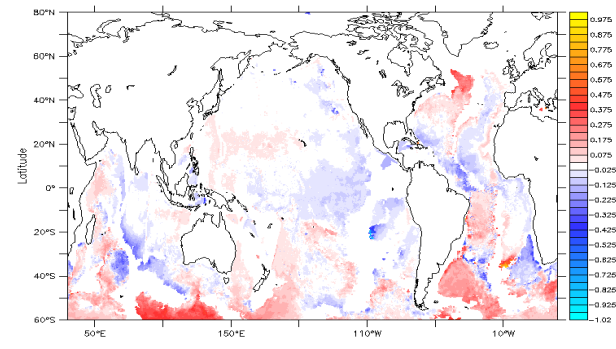 80°N
60°N
40°N
20°N
0°
20°S
40°S
60°S
Latitude
50°E
150°E
110°W
10°W
0.975
0.875
0.775
0.675
0.575
0.475
0.375
0.275
0.175
0.075
-0.025
-0.125
-0.225
-0.325
-0.425
-0.525
-0.625
-0.725
-0.825
-0.925
-1.02